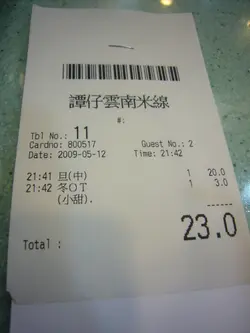 譚仔雲南米線
#:
Tbl No.: 11
Cardno: 800517 Guest No.: 2
Date: 2009-05-12 Time: 21:42
21:41 旦(中) 1 20.0
21:42 冬OT 1 3.0
(小甜).
23.0
Total :